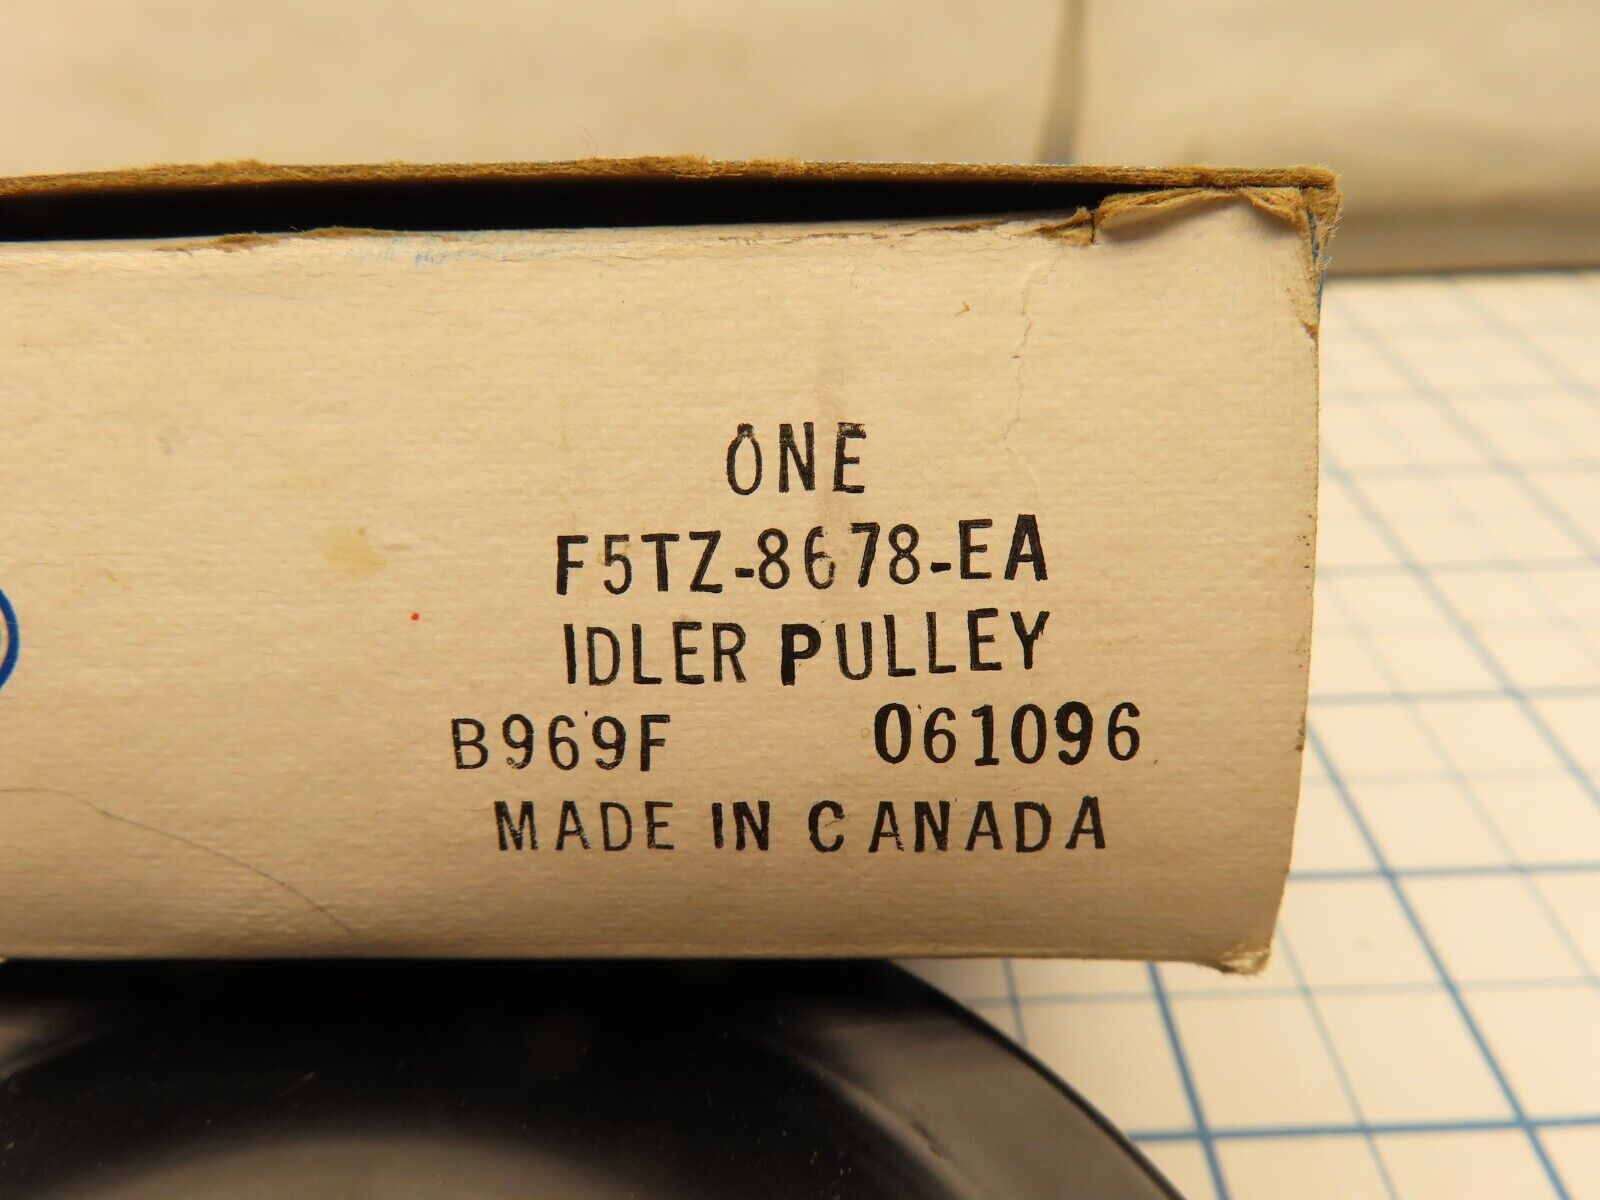 ONE
F5TZ-8678-EA
IDLER PULLEY
B969F 061096
MADE IN CANADA